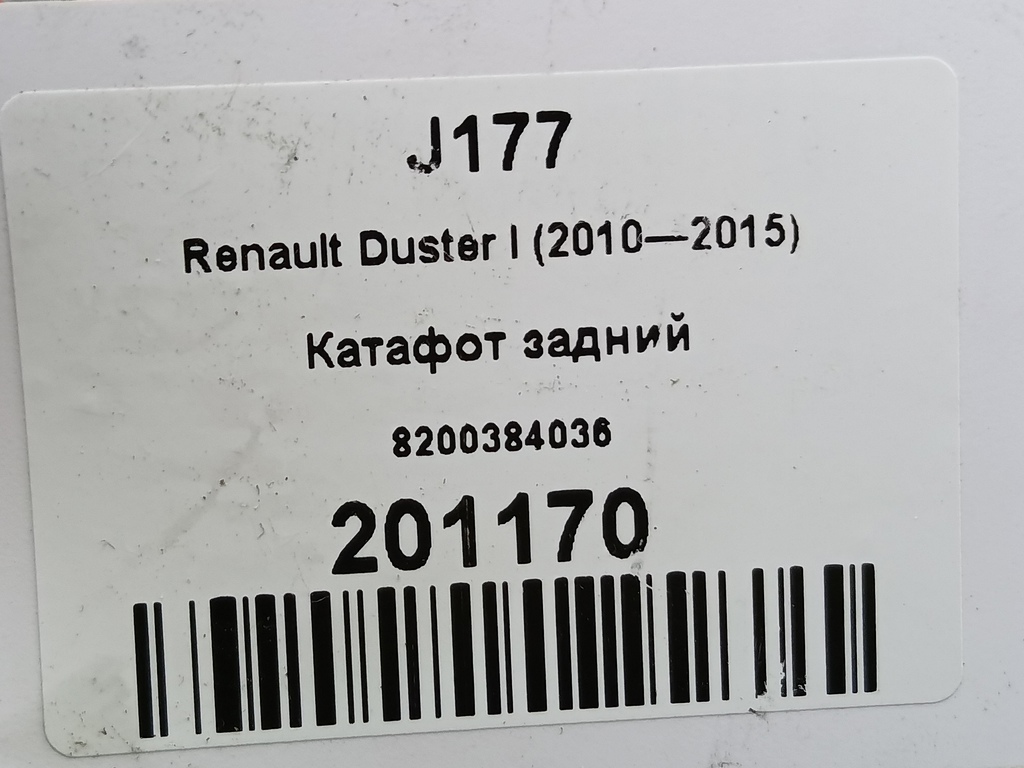 J177
Renault Duster I (2010—2015)
Катафот задний
8200384036
201170